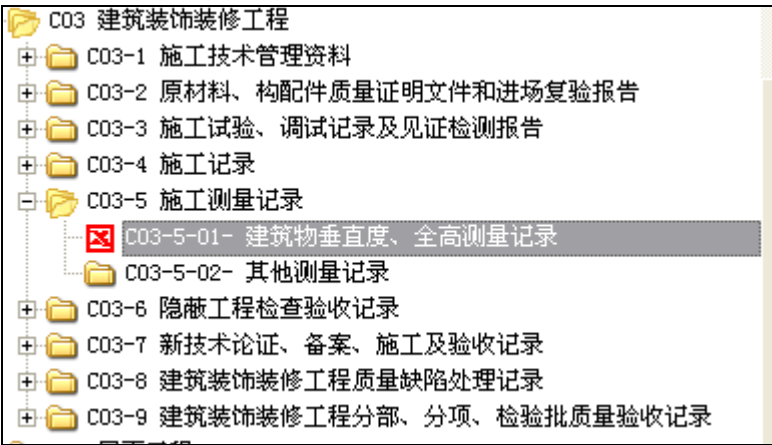 C03 建筑装饰装修工程
C03-1 施工技术管理资料
C03-2 原材料、构配件质量证明文件和进场复验报告
C03-3 施工试验、调试记录及见证检测报告
C03-4 施工记录
C03-5 施工测量记录
C03-5-01- 建筑物垂直度、全高测量记录
C03-5-02- 其他测量记录
C03-6 隐蔽工程检查验收记录
C03-7 新技术论证、备案、施工及验收记录
C03-8 建筑装饰装修工程质量缺陷处理记录
C03-9 建筑装饰装修工程分部、分项、检验批质量验收记录